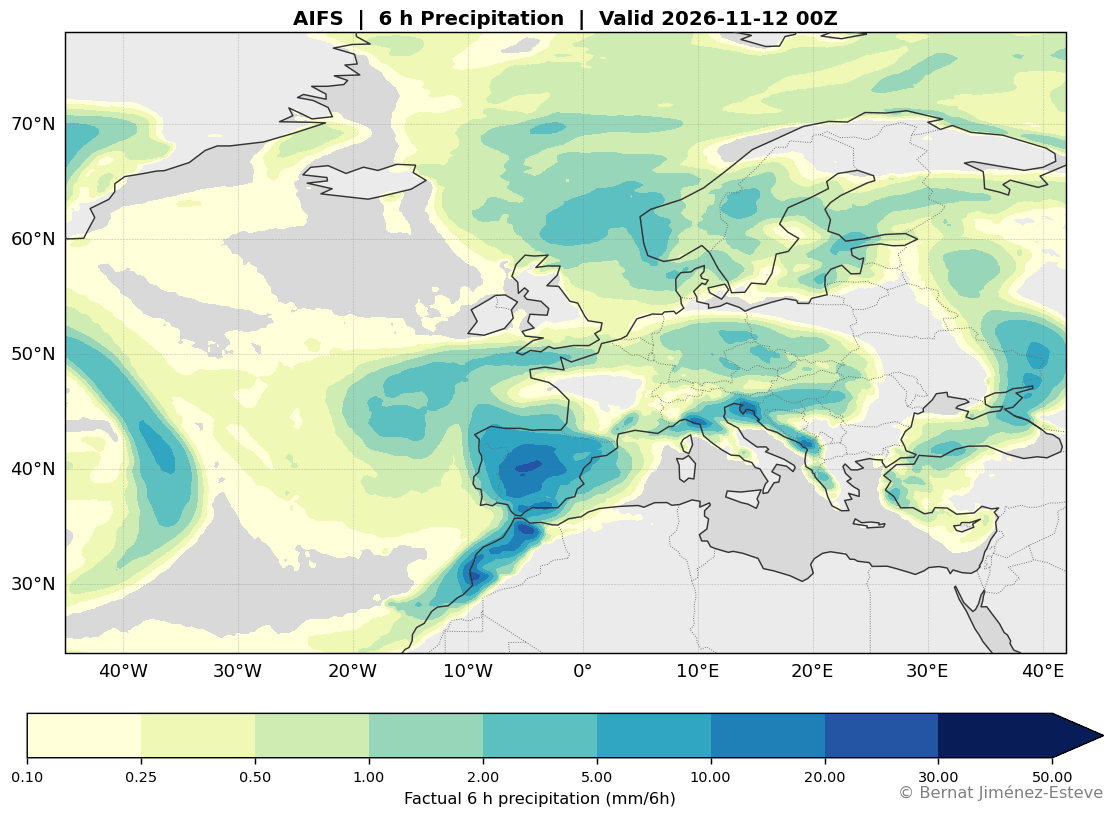 AIFS | 6 h Precipitation | Valid 2026-11-12 00Z
70°N
60°N
50°N
40°N
30°N
40°W 30°W 20°W 10°W 0° 10°E 20°E 30°E 40°E
0.10 0.25 0.50 1.00 2.00 5.00 10.00 20.00 30.00 50.00
Factual 6 h precipitation (mm/6h)
© Bernat Jiménez-Esteve